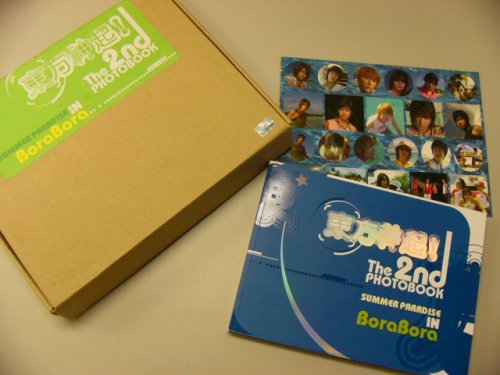 東方神起!
The 2nd
PHOTOBOOK
SUMMER PARADISE IN
BoraBora
東方神起!
The 2nd
PHOTOBOOK
SUMMER PARADISE
IN
BoraBora